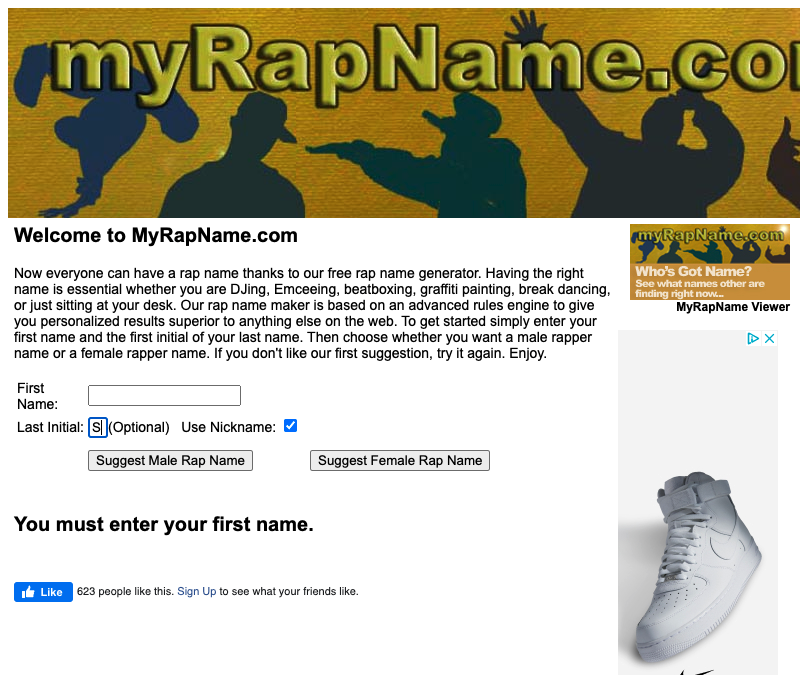 myRapName.co
Welcome to MyRapName.com
Now everyone can have a rap name thanks to our free rap name generator. Having the right
name is essential whether you are DJing, Emceeing, beatboxing, graffiti painting, break dancing,
or just sitting at your desk. Our rap name maker is based on an advanced rules engine to give
you personalized results superior to anything else on the web. To get started simply enter your
first name and the first initial of your last name. Then choose whether you want a male rapper
name or a female rapper name. If you don't like our first suggestion, try it again. Enjoy.
First
Name:
Last Initial: S (Optional) Use Nickname:
Suggest Male Rap Name Suggest Female Rap Name
You must enter your first name.
Like 623 people like this. Sign Up to see what your friends like.
myRapName.com
Who's Got Name?
See what names other are
finding right now...
MyRapName Viewer